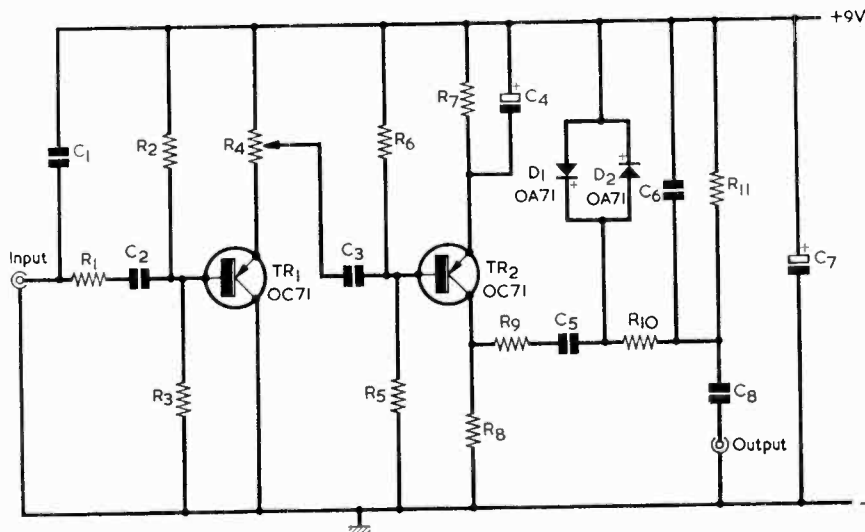 +9V
C1
R2
R4
R6
R7
+
C4
D1
+
OA71
+
D2
OA71
C6
R11
+
C7
Input
R1
C2
TR1
OC71
C3
TR2
OC71
R9
C5
R10
R3
R5
R8
C8
Output
-